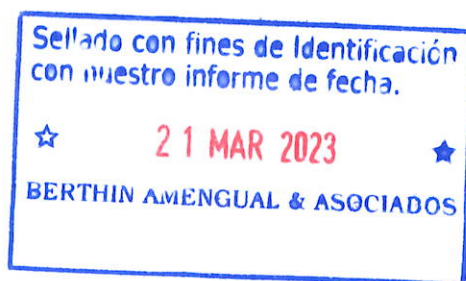 Sellado con fines de Identificación
con nuestro informe de fecha.
☆ 21 MAR 2023 ★
BERTHIN AMENGUAL & ASOCIADOS